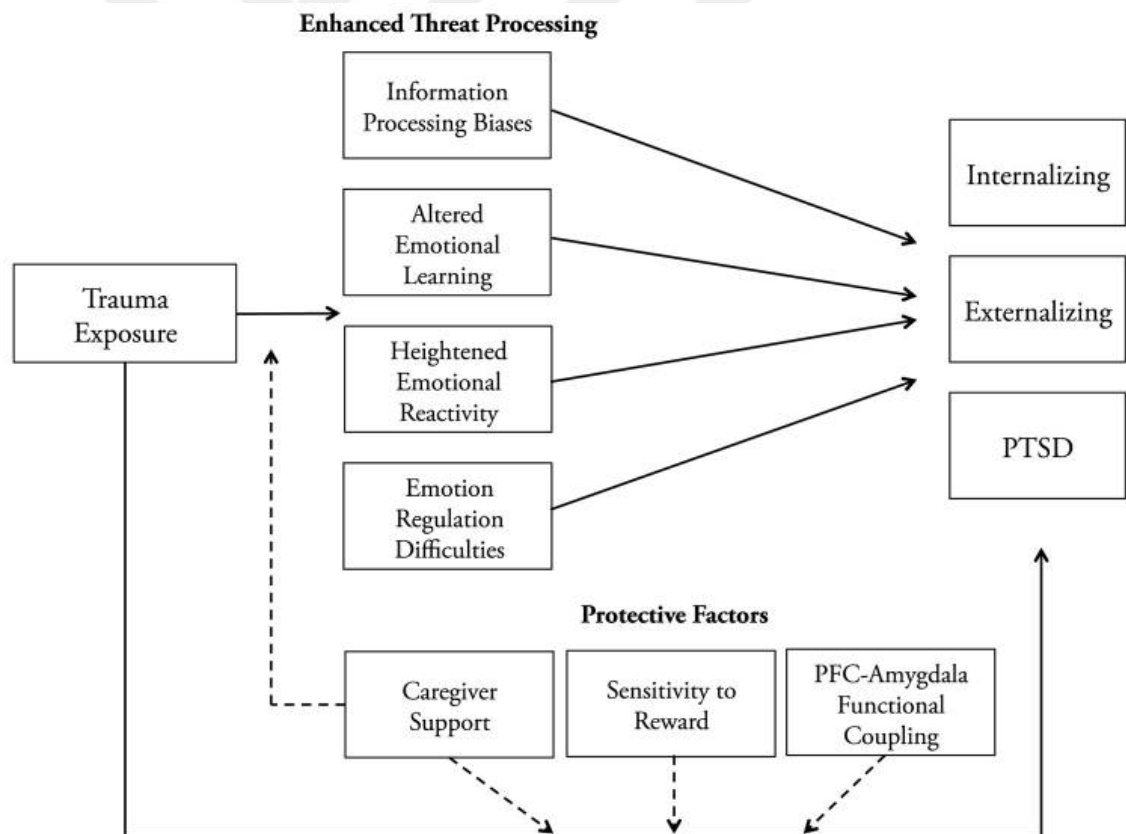 Enhanced Threat Processing
Information
Processing Biases
Internalizing
Altered
Emotional
Learning
Trauma
Exposure
Externalizing
Heightened
Emotional
Reactivity
PTSD
Emotion
Regulation
Difficulties
Protective Factors
Caregiver
Support
Sensitivity to
Reward
PFC-Amygdala
Functional
Coupling